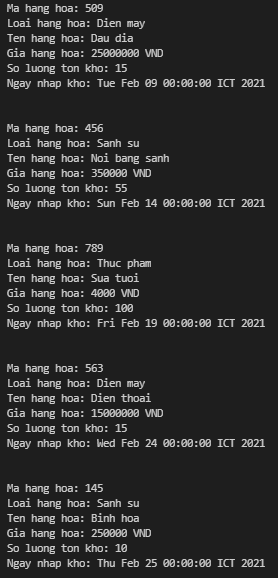 Ma hang hoa: 509
Loai hang hoa: Dien may
Ten hang hoa: Dau dia
Gia hang hoa: 25000000 VND
So luong ton kho: 15
Ngay nhap kho: Tue Feb 09 00:00:00 ICT 2021
Ma hang hoa: 456
Loai hang hoa: Sanh su
Ten hang hoa: Noi bang sanh
Gia hang hoa: 350000 VND
So luong ton kho: 55
Ngay nhap kho: Sun Feb 14 00:00:00 ICT 2021
Ma hang hoa: 789
Loai hang hoa: Thuc pham
Ten hang hoa: Sua tuoi
Gia hang hoa: 4000 VND
So luong ton kho: 100
Ngay nhap kho: Fri Feb 19 00:00:00 ICT 2021
Ma hang hoa: 563
Loai hang hoa: Dien may
Ten hang hoa: Dien thoai
Gia hang hoa: 15000000 VND
So luong ton kho: 15
Ngay nhap kho: Wed Feb 24 00:00:00 ICT 2021
Ma hang hoa: 145
Loai hang hoa: Sanh su
Ten hang hoa: Binh hoa
Gia hang hoa: 250000 VND
So luong ton kho: 10
Ngay nhap kho: Thu Feb 25 00:00:00 ICT 2021